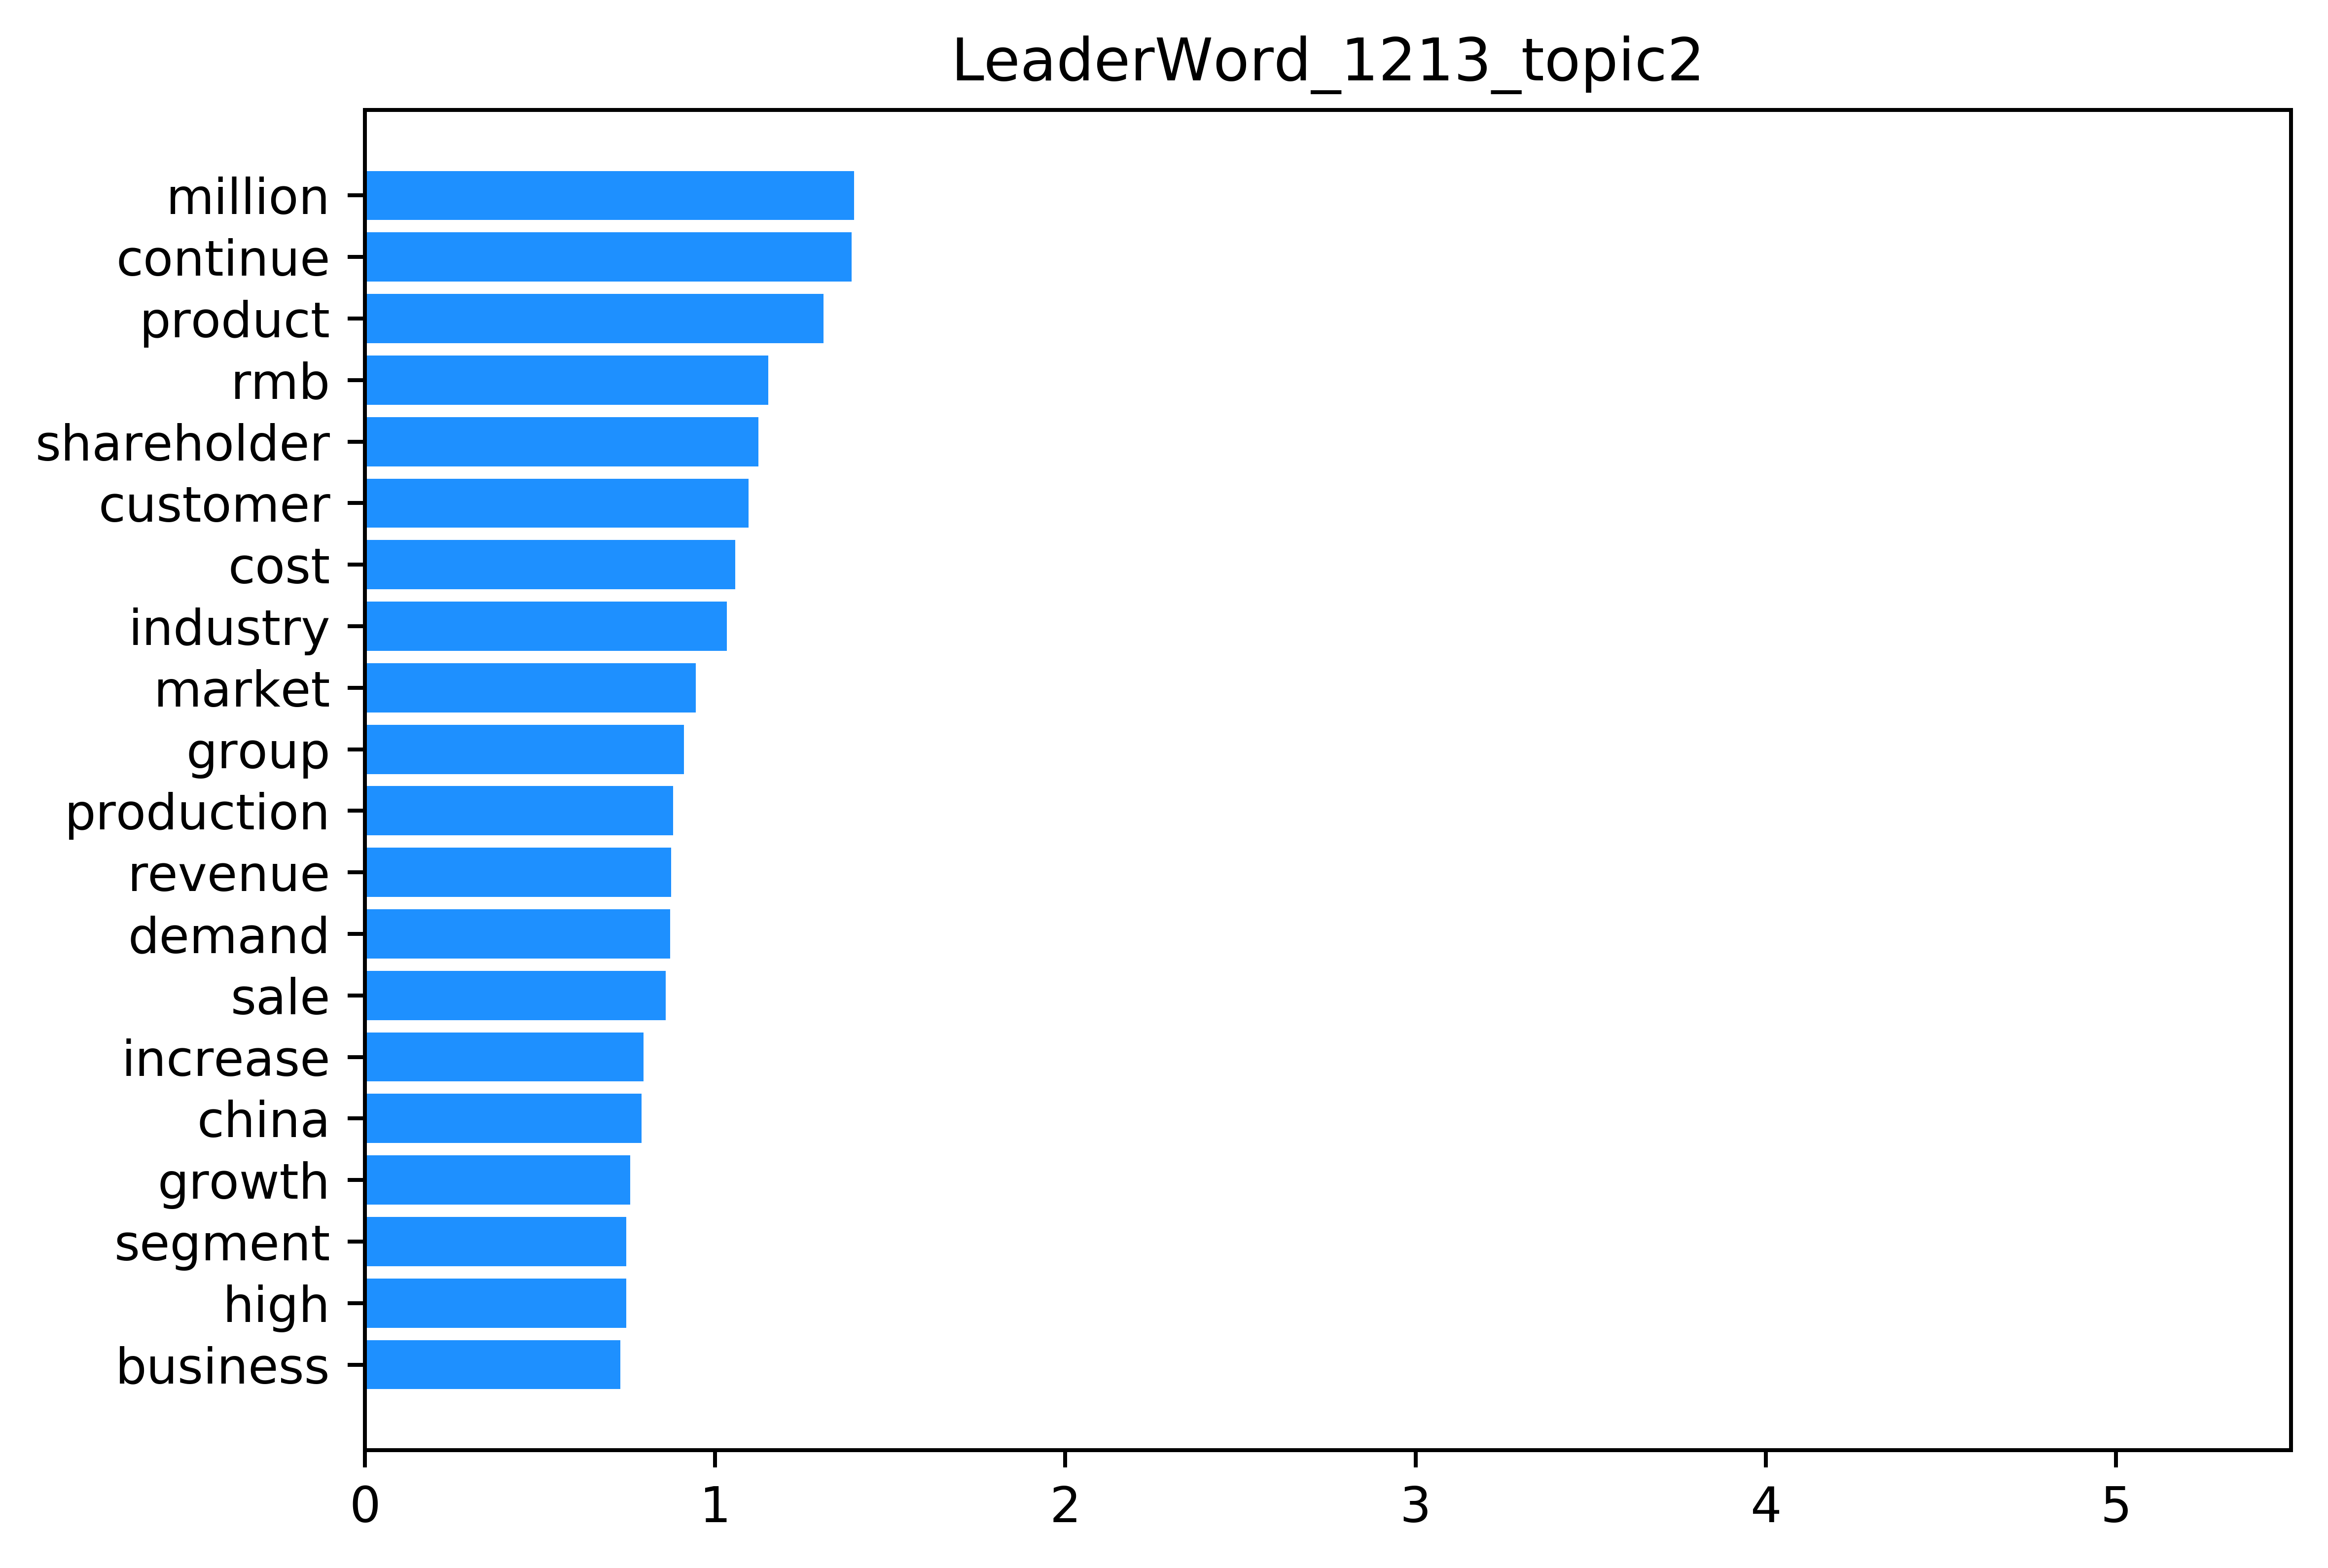 LeaderWord_1213_topic2
million
continue
product
rmb
shareholder
customer
cost
industry
market
group
production
revenue
demand
sale
increase
china
growth
segment
high
business
0 1 2 3 4 5